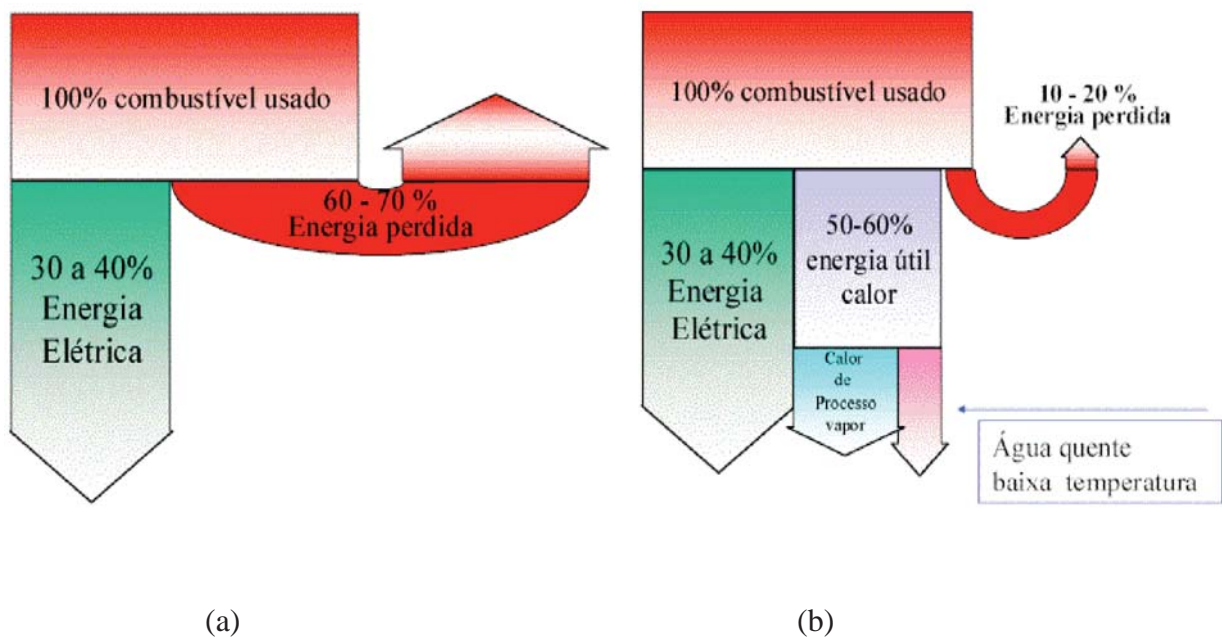 100% combustível usado
60 - 70 %
Energia perdida
30 a 40%
Energia
Elétrica
(a)
100% combustível usado
10 - 20 %
Energia perdida
30 a 40%
Energia
Elétrica
50-60%
energia útil
calor
Calor
de
Processo
vapor
Água quente
baixa temperatura
(b)